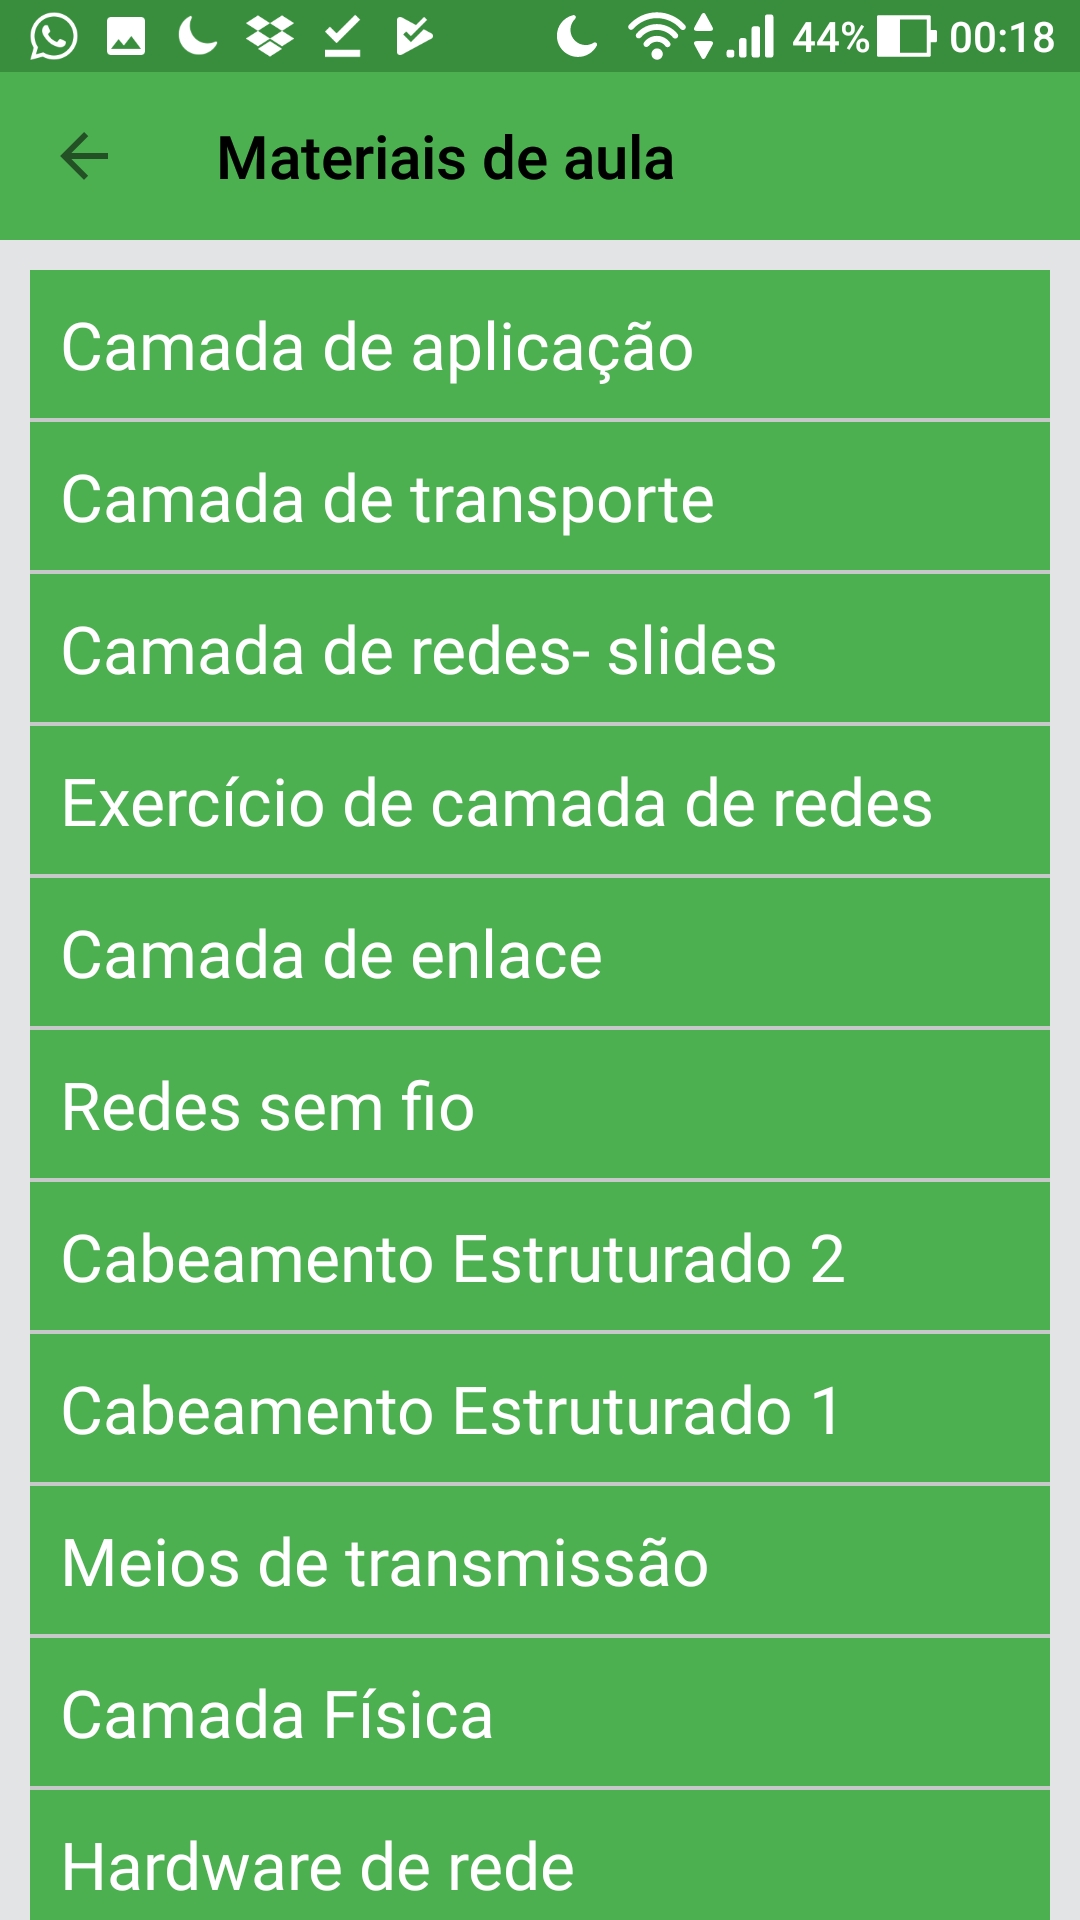 44% 00:18
Materiais de aula
Camada de aplicação
Camada de transporte
Camada de redes- slides
Exercício de camada de redes
Camada de enlace
Redes sem fio
Cabeamento Estruturado 2
Cabeamento Estruturado 1
Meios de transmissão
Camada Física
Hardware de rede